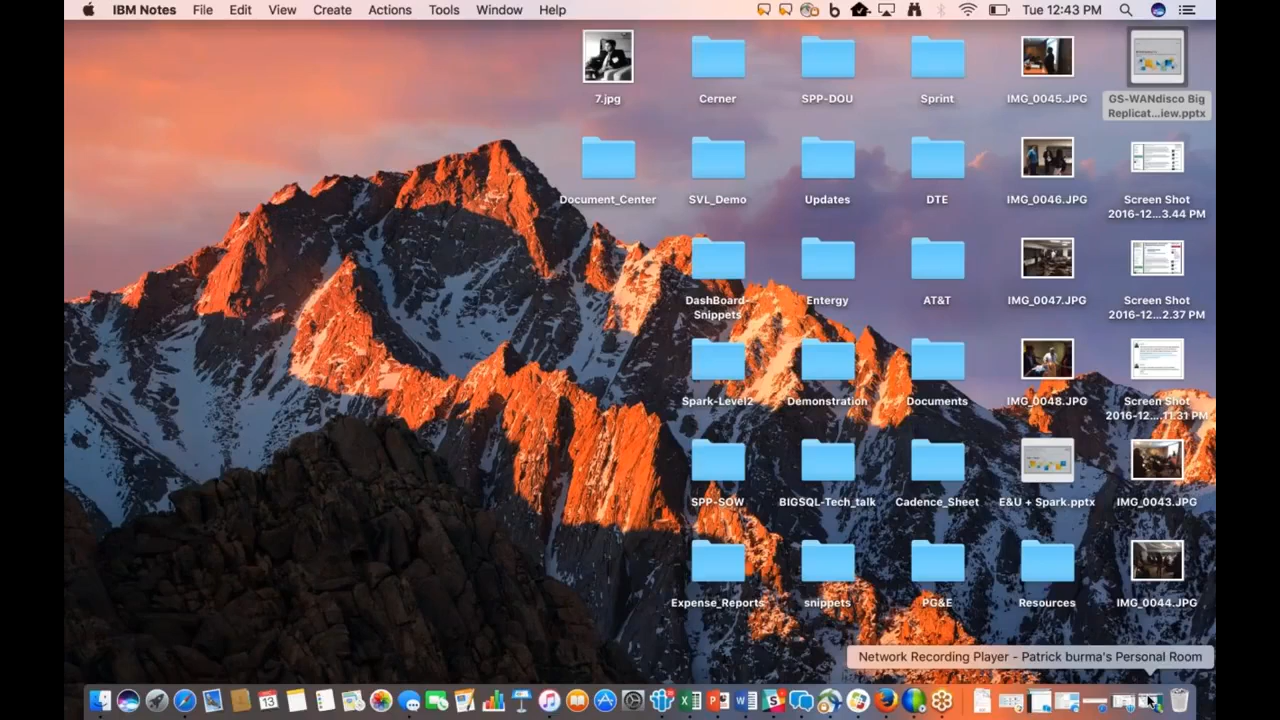 IBM Notes File Edit View Create Actions Tools Window Help Tue 12:43 PM
7.jpg Cerner SPP-DOU Sprint IMG_0045.JPG GS-WANdisco Big
Replicat...iew.pptx
Document_Center SVL_Demo Updates DTE IMG_0046.JPG Screen Shot
2016-12...3.44 PM
DashBoard-
Snippets
Entergy AT&T IMG_0047.JPG Screen Shot
2016-12...2.37 PM
Spark-Level2 Demonstration Documents IMG_0048.JPG Screen Shot
2016-12....11.31 PM
SPP-SOW BIGSQL-Tech_talk Cadence_Sheet E&U + Spark.pptx IMG_0043.JPG
Expense_Reports snippets PG&E Resources IMG_0044.JPG
Network Recording Player - Patrick burma's Personal Room
13